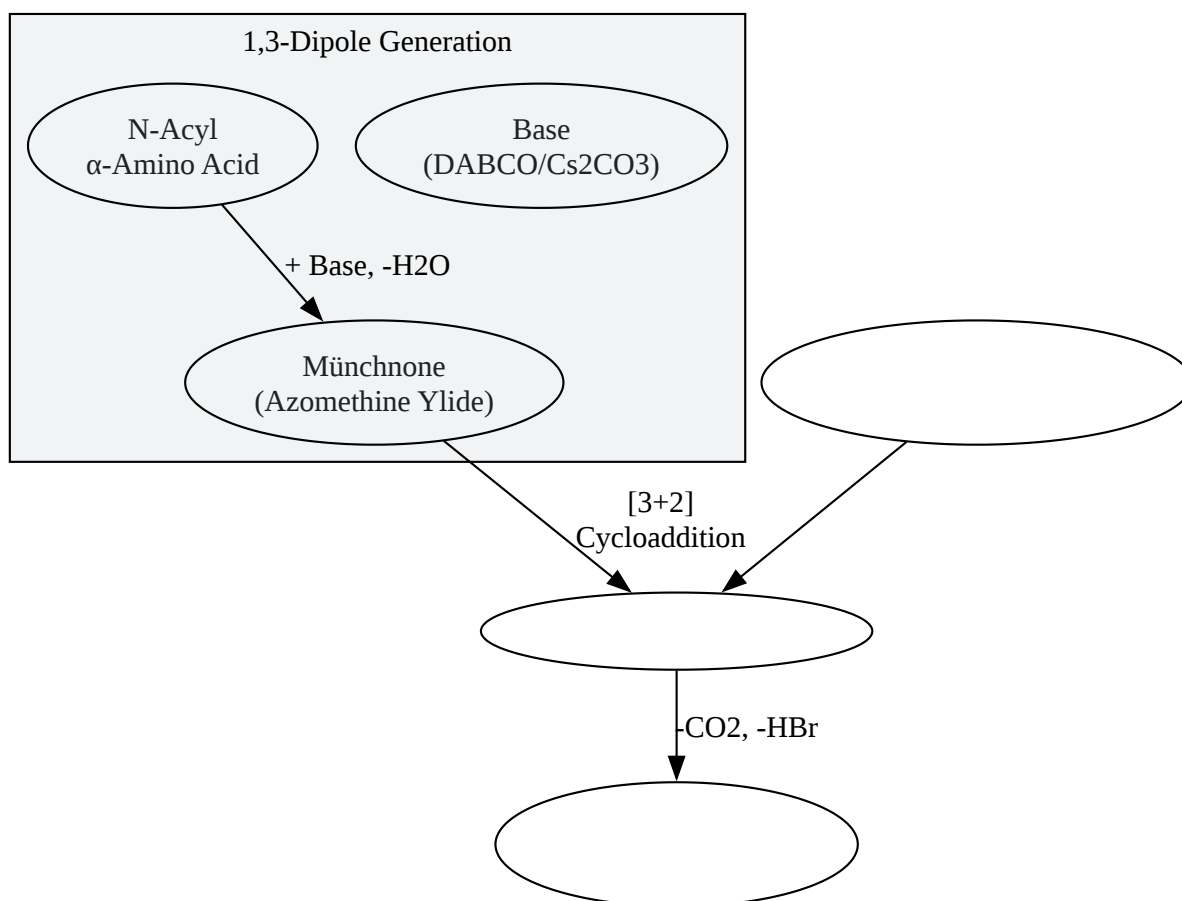 1,3-Dipole Generation
N-Acyl
α-Amino Acid
Base
(DABCO/Cs2CO3)
+ Base, -H2O
Münchnone
(Azomethine Ylide)
[3+2]
Cycloaddition
-CO2, -HBr